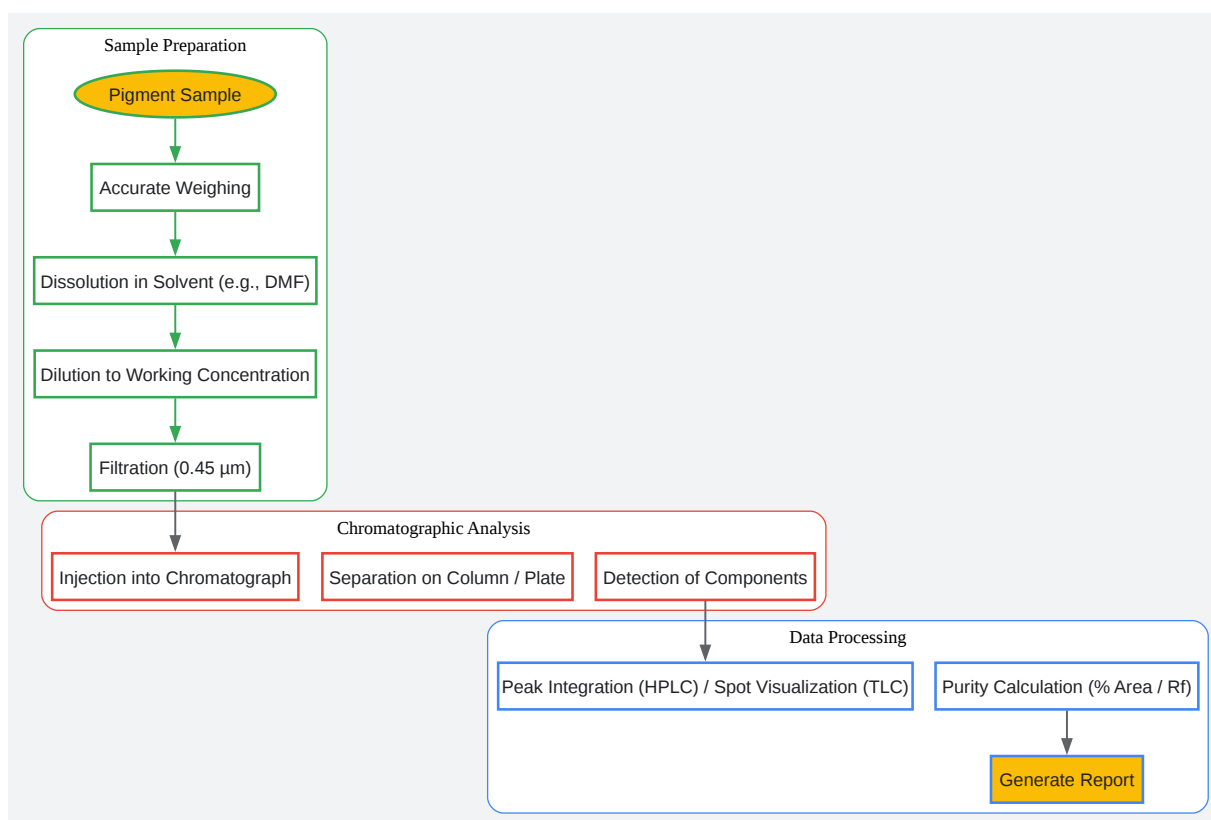 Sample Preparation
Pigment Sample
Accurate Weighing
Dissolution in Solvent (e.g., DMF)
Dilution to Working Concentration
Filtration (0.45 µm)
Chromatographic Analysis
Injection into Chromatograph
Separation on Column / Plate
Detection of Components
Data Processing
Peak Integration (HPLC) / Spot Visualization (TLC)
Purity Calculation (% Area / Rf)
Generate Report